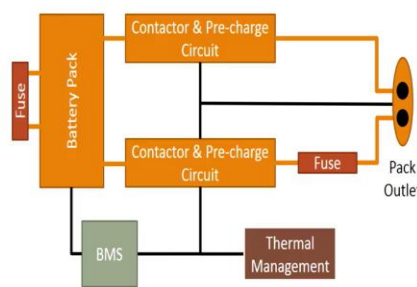 Contactor & Pre-charge
Circuit
Battery Pack
Fuse
Contactor & Pre-charge
Circuit
Fuse
Pack
Outlet
BMS
Thermal
Management